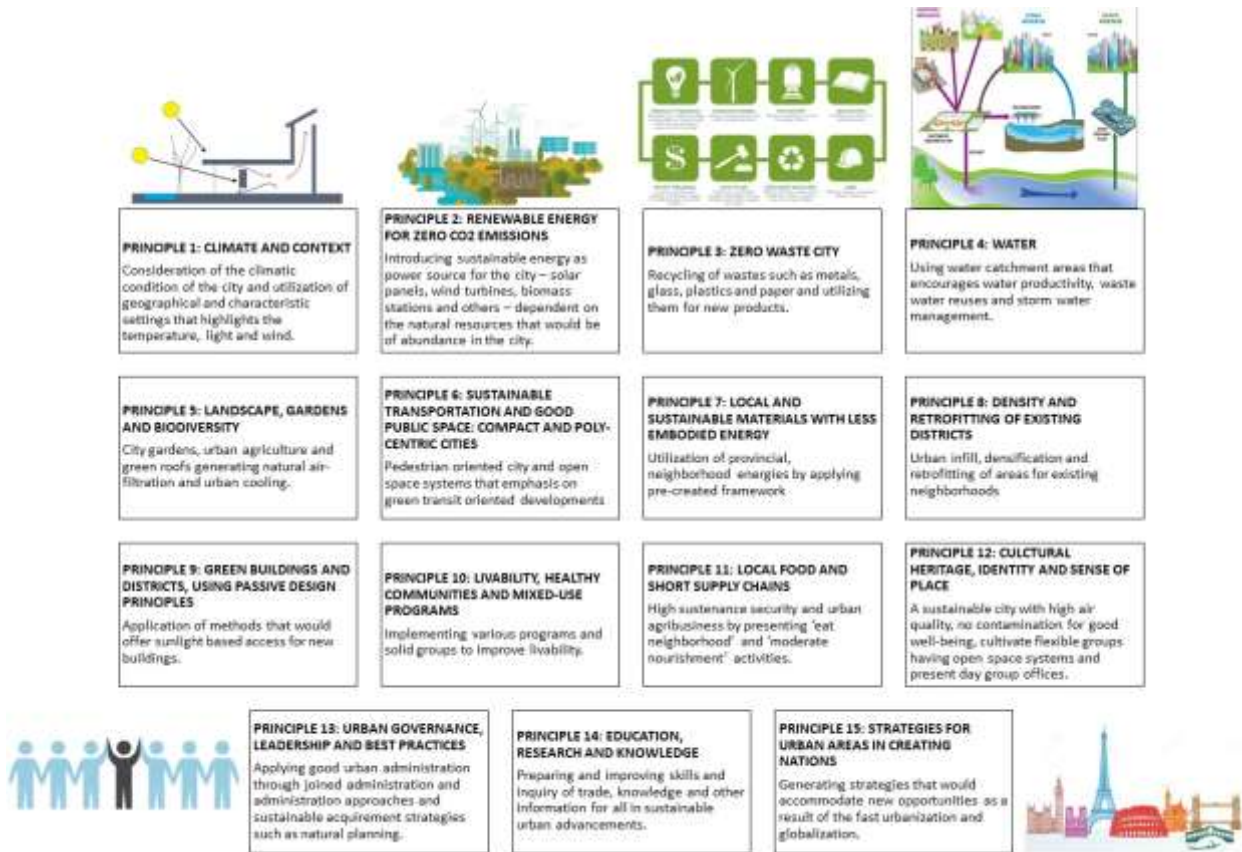 PRINCIPLE 1: CLIMATE AND CONTEXT
Consideration of the climatic
condition of the city and utilization of
geographical and characteristic
settings that highlights the
temperature, light and wind.
PRINCIPLE 2: RENEWABLE ENERGY
FOR ZERO CO2 EMISSIONS
Introducing sustainable energy as
power source for the city – solar
panels, wind turbines, biomass
stations and others – dependent on
the natural resources that would be
of abundance in the city.
PRINCIPLE 3: ZERO WASTE CITY
Recycling of wastes such as metals,
glass, plastics and paper and utilizing
them for new products.
PRINCIPLE 4: WATER
Using water catchment areas that
encourages water productivity, waste
water reuses and storm water
management.
PRINCIPLE 5: LANDSCAPE, GARDENS
AND BIODIVERSITY
City gardens, urban agriculture and
green roofs generating natural air-
filtration and urban cooling.
PRINCIPLE 6: SUSTAINABLE
TRANSPORTATION AND GOOD
PUBLIC SPACE: COMPACT AND POLY-
CENTRIC CITIES
Pedestrian oriented city and open
space systems that emphasis on
green transit oriented developments
PRINCIPLE 7: LOCAL AND
SUSTAINABLE MATERIALS WITH LESS
EMBODIED ENERGY
Utilization of provincial,
neighborhood energies by applying
pre-created framework
PRINCIPLE 8: DENSITY AND
RETROFITTING OF EXISTING
DISTRICTS
Urban infill, densification and
retrofitting of areas for existing
neighborhoods
PRINCIPLE 9: GREEN BUILDINGS AND
DISTRICTS, USING PASSIVE DESIGN
PRINCIPLES
Application of methods that would
offer sunlight based access for new
buildings.
PRINCIPLE 10: LIVABILITY, HEALTHY
COMMUNITIES AND MIXED-USE
PROGRAMS
Implementing various programs and
solid groups to improve livability.
PRINCIPLE 11: LOCAL FOOD AND
SHORT SUPPLY CHAINS
High sustenance security and urban
agribusiness by presenting 'eat
neighborhood' and 'moderate
nourishment' activities.
PRINCIPLE 12: CULCTURAL
HERITAGE, IDENTITY AND SENSE OF
PLACE
A sustainable city with high air
quality, no contamination for good
well-being, cultivate flexible groups
having open space systems and
present day group offices.
PRINCIPLE 13: URBAN GOVERNANCE,
LEADERSHIP AND BEST PRACTICES
Applying good urban administration
through joined administration and
administration approaches and
sustainable acquirement strategies
such as natural planning.
PRINCIPLE 14: EDUCATION,
RESEARCH AND KNOWLEDGE
Preparing and improving skills and
inquiry of trade, knowledge and other
information for all in sustainable
urban advancements.
PRINCIPLE 15: STRATEGIES FOR
URBAN AREAS IN CREATING
NATIONS
Generating strategies that would
accommodate new opportunities as a
result of the fast urbanization and
globalization.